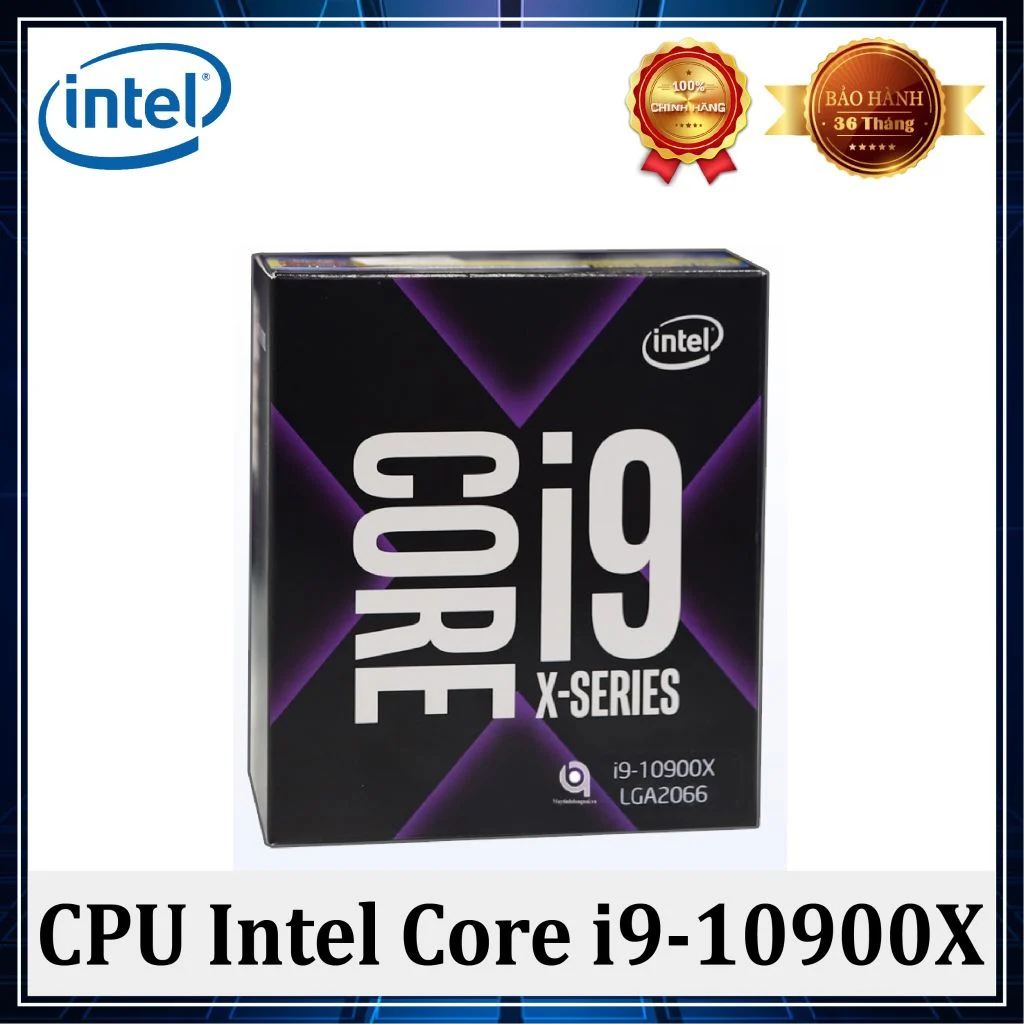 intel®
100%
CHÍNH HÃNG
BẢO HÀNH
36 Tháng
intel
CORE
i9
X-SERIES
i9-10900X
LGA2066
CPU Intel Core i9-10900X